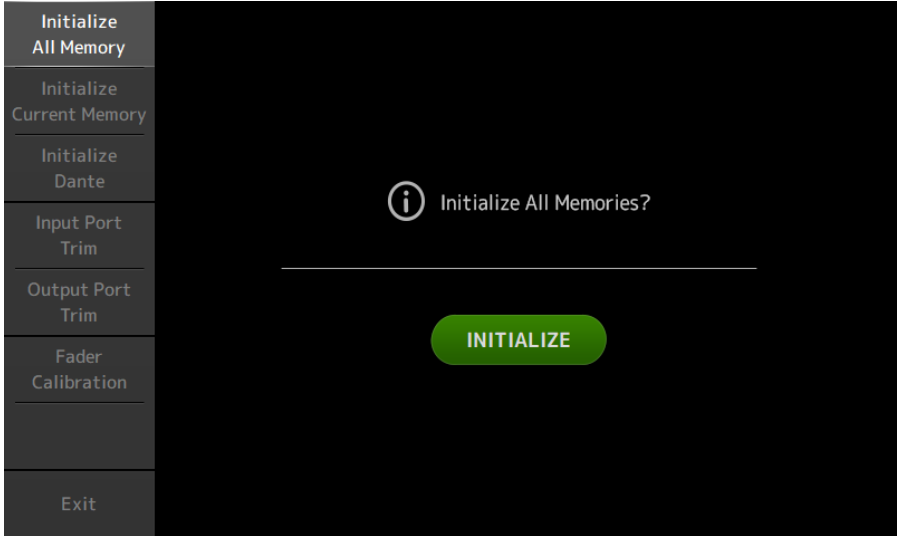 Initialize
All Memory
Initialize
Current Memory
Initialize
Dante
Input Port
Trim
Output Port
Trim
Fader
Calibration
Exit
Initialize All Memories?
INITIALIZE